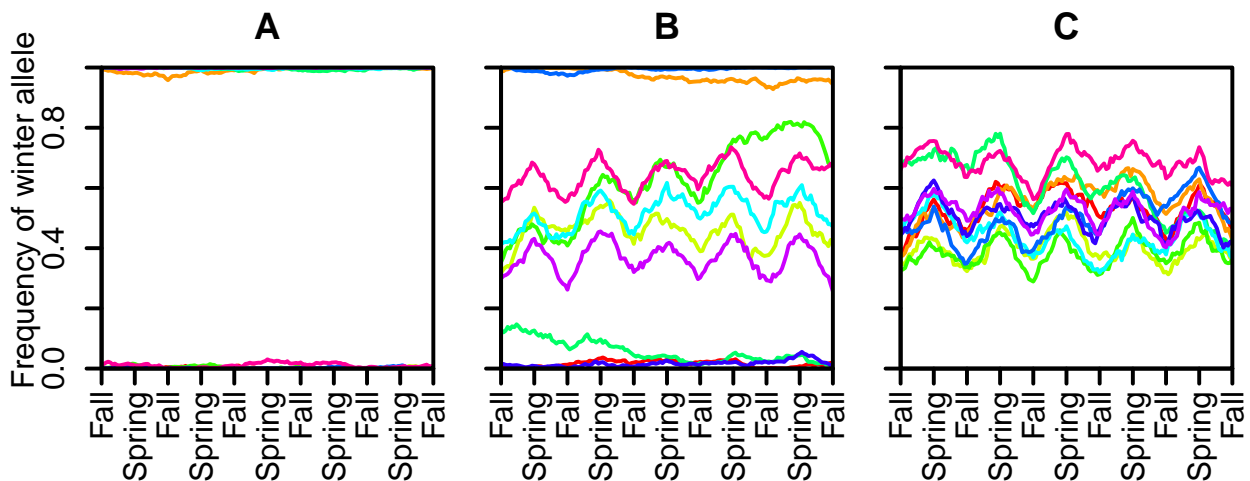 A B C
Frequency of winter allele
0.0 0.4 0.8
Fall Spring Fall Spring Fall Spring Fall Spring Fall Spring Fall
Fall Spring Fall Spring Fall Spring Fall Spring Fall Spring Fall
Fall Spring Fall Spring Fall Spring Fall Spring Fall Spring Fall